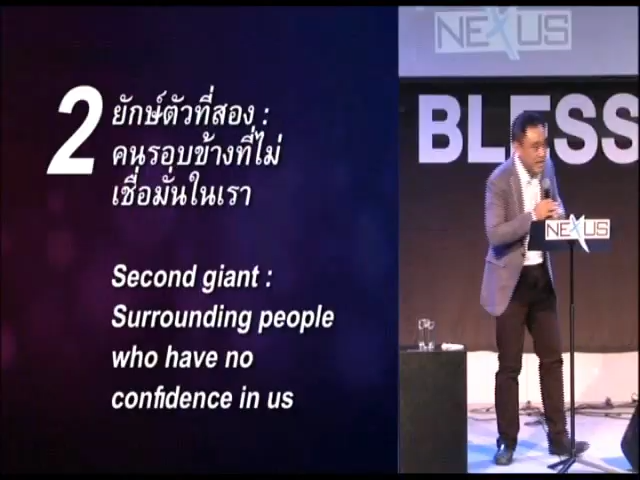 2
ยักษ์ตัวที่สอง :
คนรอบข้างที่ไม่
เชื่อมั่นในเรา
Second giant :
Surrounding people
who have no
confidence in us
NEXUS
BLESS
NEXUS